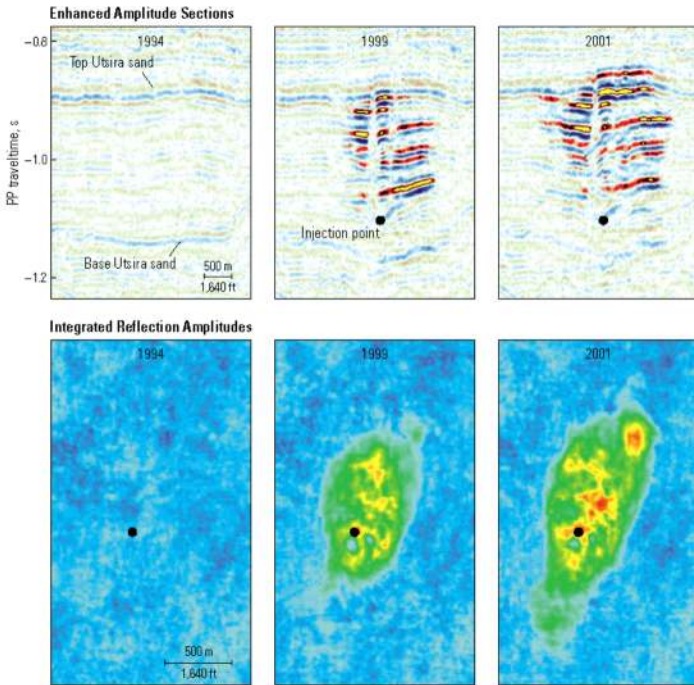 Enhanced Amplitude Sections
1994
1999
2001
–0.8
–1.0
–1.2
PP traveltime, s
Top Utsira sand
Base Utsira sand
500 m
1,640 ft
Injection point
Integrated Reflection Amplitudes
1994
1999
2001
500 m
1,640 ft